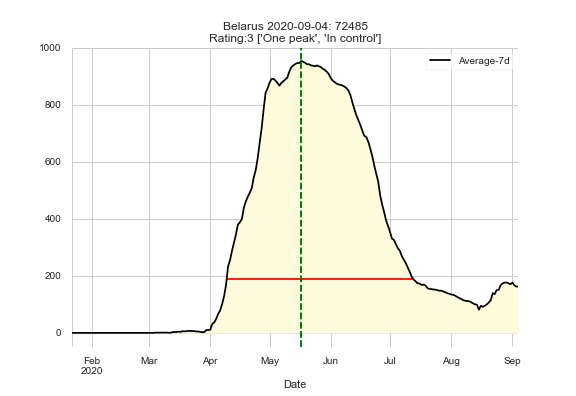 Belarus 2020-09-04: 72485
Rating:3 ['One peak', 'In control']
Average-7d
1000
800
600
400
200
0
Feb Mar Apr May Jun Jul Aug Sep
2020
Date